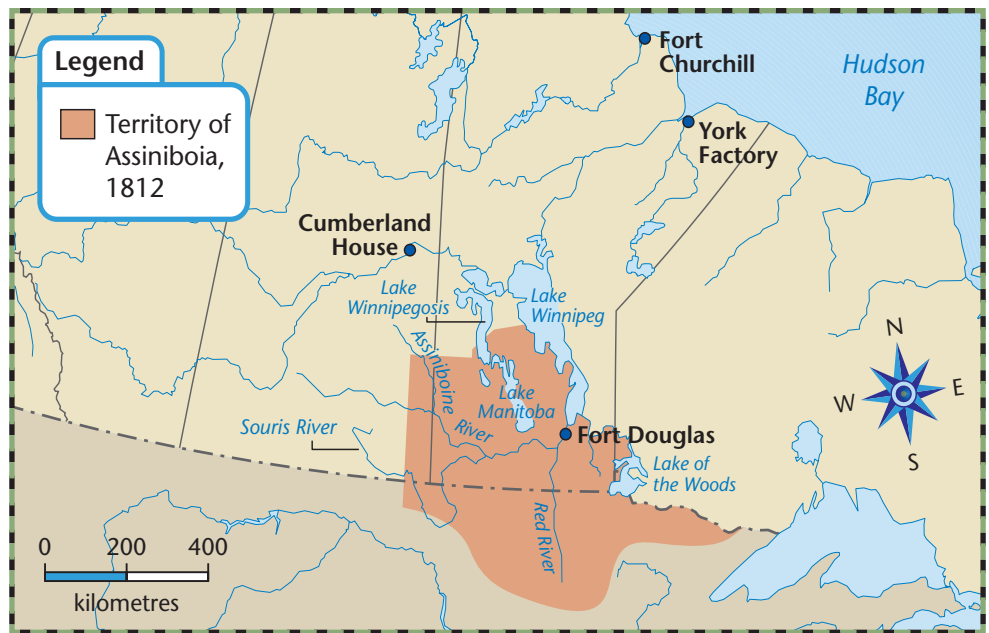 Legend
Territory of
Assiniboia,
1812
Fort
Churchill
Hudson
Bay
York
Factory
Cumberland
House
Lake
Winnipegosis
Lake
Winnipeg
Assiniboine
River
Lake
Manitoba
Souris River
Fort Douglas
Lake of
the Woods
Red River
N
W
E
S
0 200 400
kilometres